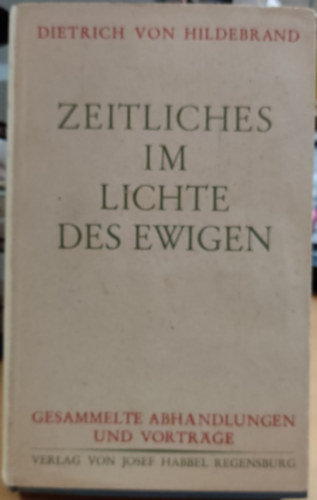 DIETRICH VON HILDEBRAND
ZEITLICHES
IM
LICHTE
DES EWIGEN
GESAMMELTE ABHANDLUNGEN
UND VORTRÄGE
VERLAG VON JOSEF HABBEL REGENSBURG